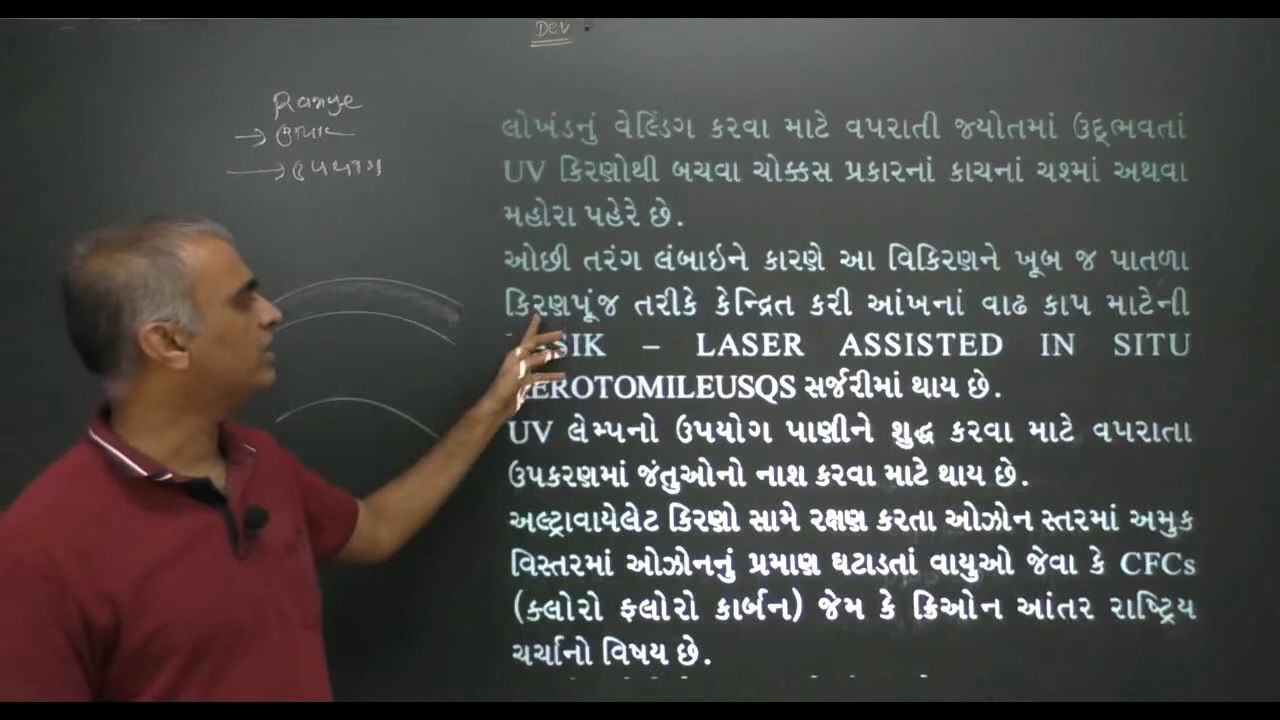 Dev
Range
ઉપયોગ
લોખંડનું વેલ્ડિંગ કરવા માટે વપરાતી જ્યોતમાં ઉદ્દભવતાં
UV કિરણોથી બચવા ચોક્કસ પ્રકારનાં કાચનાં ચશ્માં અથવા
મહોરા પહેરે છે.
ઓછી તરંગ લંબાઇને કારણે આ વિકિરણને ખૂબ જ પાતળા
કિરણપૂંજ તરીકે કેન્દ્રિત કરી આંખનાં વાઢ કાપ માટેની
SIK – LASER ASSISTED IN SITU
EROTOMILEUSQS સર્જરીમાં થાય છે.
UV લેમ્પનો ઉપયોગ પાણીને શુદ્ધ કરવા માટે વપરાતા
ઉપકરણમાં જંતુઓનો નાશ કરવા માટે થાય છે.
અલ્ટ્રાવાયેલેટ કિરણો સામે રક્ષણ કરતા ઓઝોન સ્તરમાં અમુક
વિસ્તરમાં ઓઝોનનું પ્રમાણ ઘટાડતાં વાયુઓ જેવા કે CFCs
(ક્લોરો ફ્લોરો કાર્બન) જેમ કે ક્રિઓન આંતર રાષ્ટ્રિય
ચર્ચાનો વિષય છે.